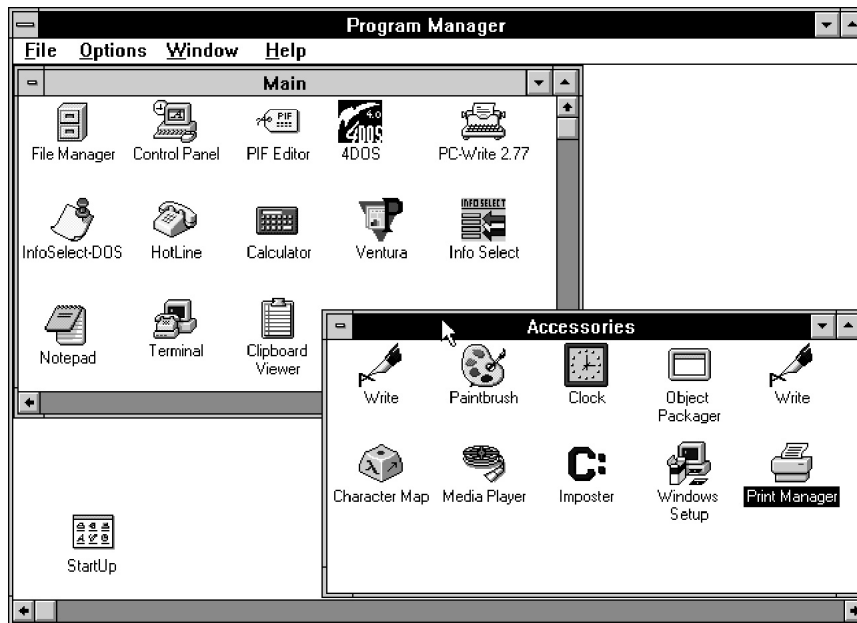 Program Manager
File Options Window Help
Main
File Manager
Control Panel
PIF
PIF Editor
4.0
4DOS
4DOS
PC-Write 2.77
InfoSelect-DOS
HotLine
Calculator
Ventura
INFO SELECT
Info Select
Notepad
Terminal
Clipboard
Viewer
Accessories
Write
Paintbrush
Clock
Object
Packager
Write
Character Map
Media Player
C:
Imposter
Windows
Setup
Print Manager
StartUp